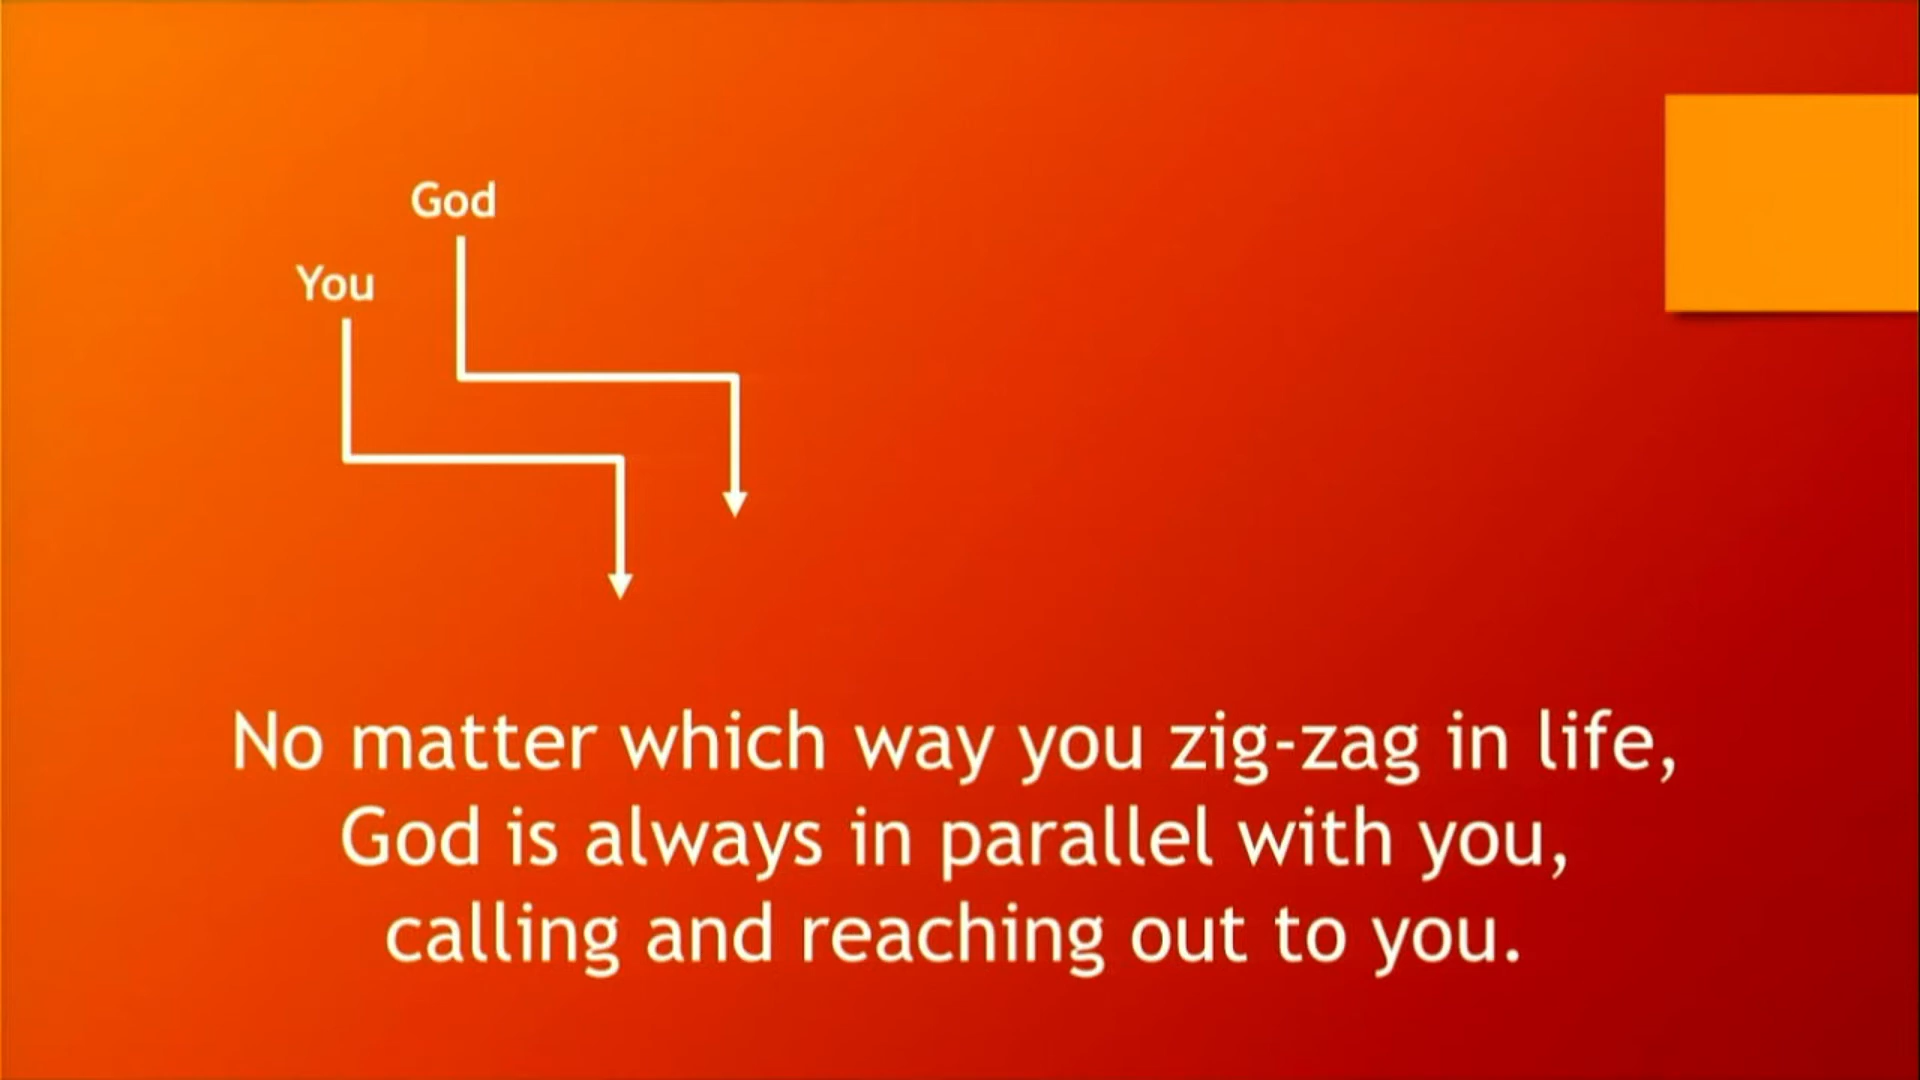 God
You
No matter which way you zig-zag in life,
God is always in parallel with you,
calling and reaching out to you.